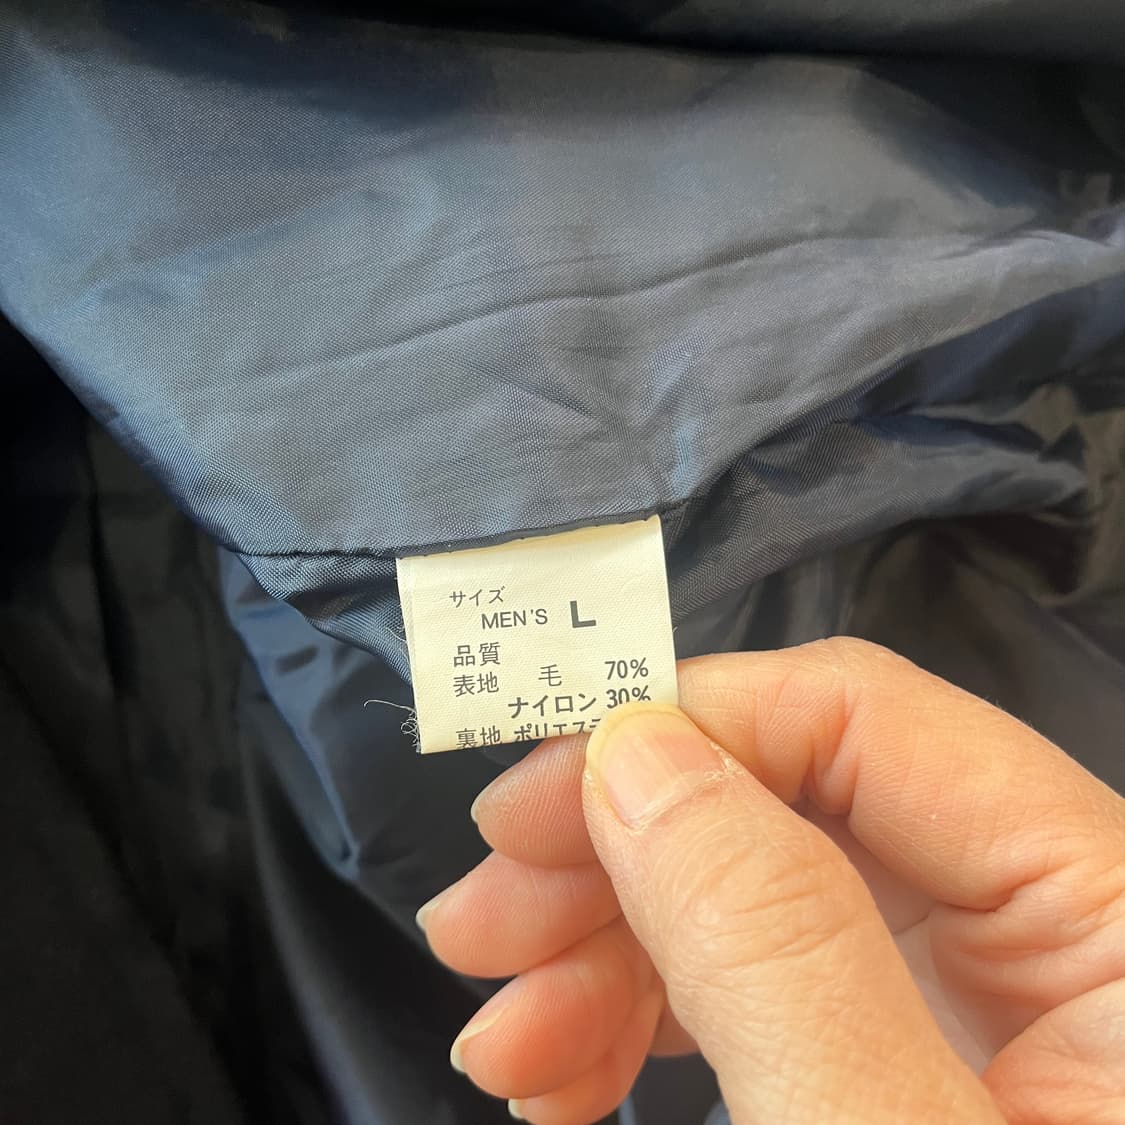 サイズ
MEN'S L
品質
表地 毛 70%
ナイロン 30%
裏地